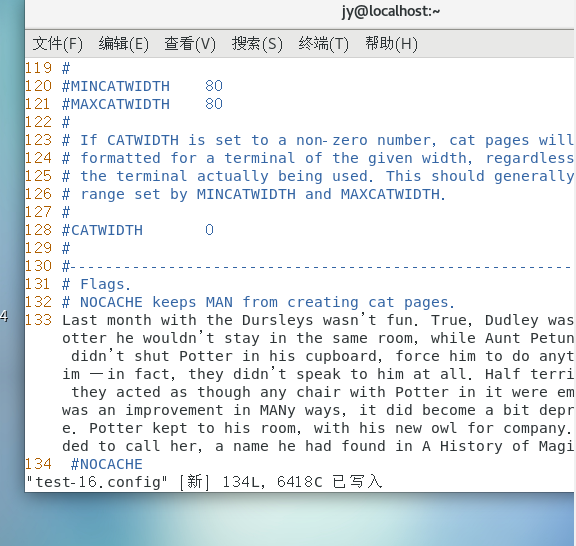 jy@localhost:~
文件(F) 编辑(E) 查看(V) 搜索(S) 终端(T) 帮助(H)
119 #
120 #MINCATWIDTH 80
121 #MAXCATWIDTH 80
122 #
123 # If CATWIDTH is set to a non-zero number, cat pages will
124 # formatted for a terminal of the given width, regardless
125 # the terminal actually being used. This should generally
126 # range set by MINCATWIDTH and MAXCATWIDTH.
127 #
128 #CATWIDTH 0
129 #
130 #---------------------------------------------------------
131 # Flags.
132 # NOCACHE keeps MAN from creating cat pages.
133 Last month with the Dursleys wasn’t fun. True, Dudley was
otter he wouldn’t stay in the same room, while Aunt Petun
didn’t shut Potter in his cupboard, force him to do anyt
im 一in fact, they didn’t speak to him at all. Half terri
they acted as though any chair with Potter in it were em
was an improvement in MANy ways, it did become a bit depr
e. Potter kept to his room, with his new owl for company.
ded to call her, a name he had found in A History of Magi
134 #NOCACHE
"test-16.config" [新] 134L, 6418C 已写入
4